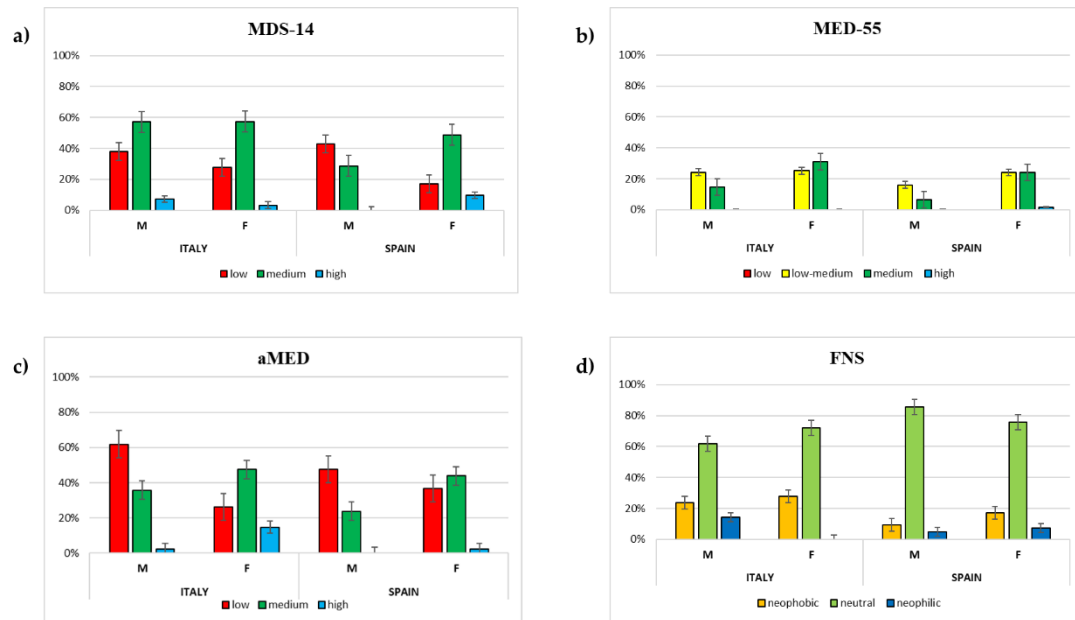 a)
MDS-14
100%
80%
60%
40%
20%
0%
M F M F
ITALY SPAIN
low medium high
b)
MED-55
100%
80%
60%
40%
20%
0%
M F M F
ITALY SPAIN
low low-medium medium high
c)
aMED
100%
80%
60%
40%
20%
0%
M F M F
ITALY SPAIN
low medium high
d)
FNS
100%
80%
60%
40%
20%
0%
M F M F
ITALY SPAIN
neophobic neutral neophilic